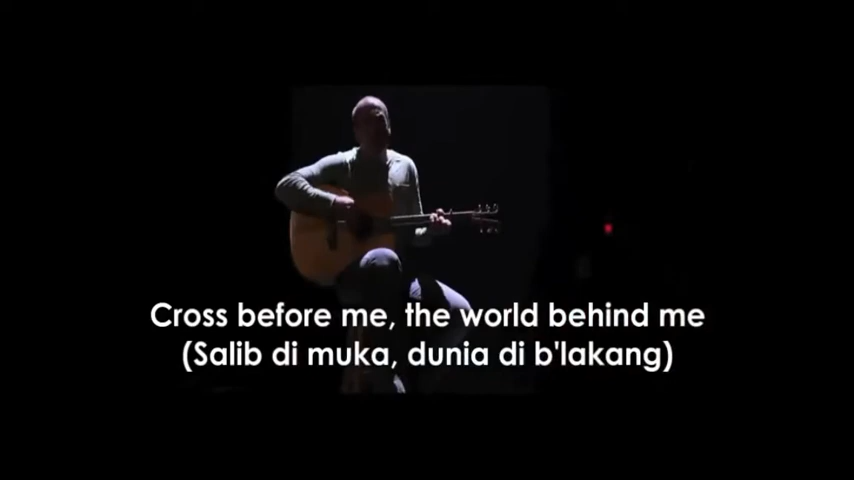 Cross before me, the world behind me
(Salib di muka, dunia di b'lakang)